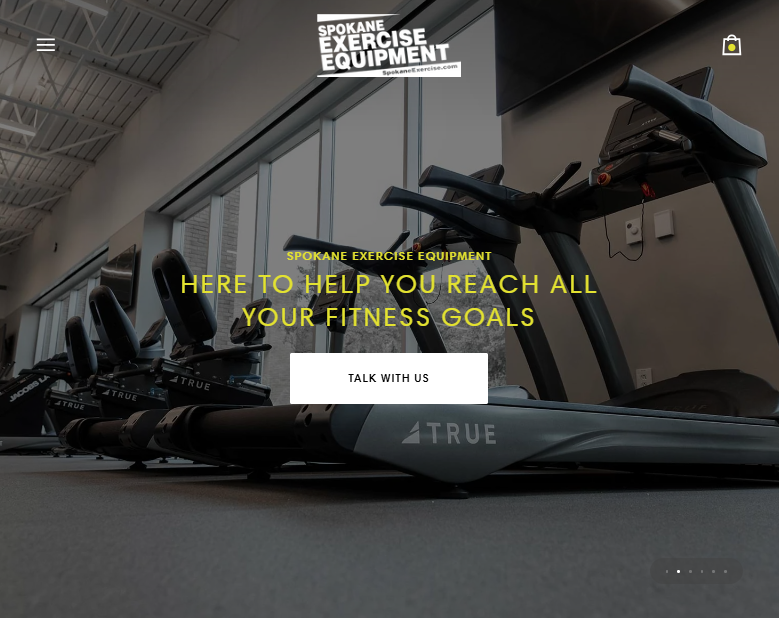 SPOKANE
EXERCISE
EQUIPMENT
SpokaneExercise.com
SPOKANE EXERCISE EQUIPMENT
HERE TO HELP YOU REACH ALL
YOUR FITNESS GOALS
TALK WITH US
TRUE
TRUE
TRUE
TRUE